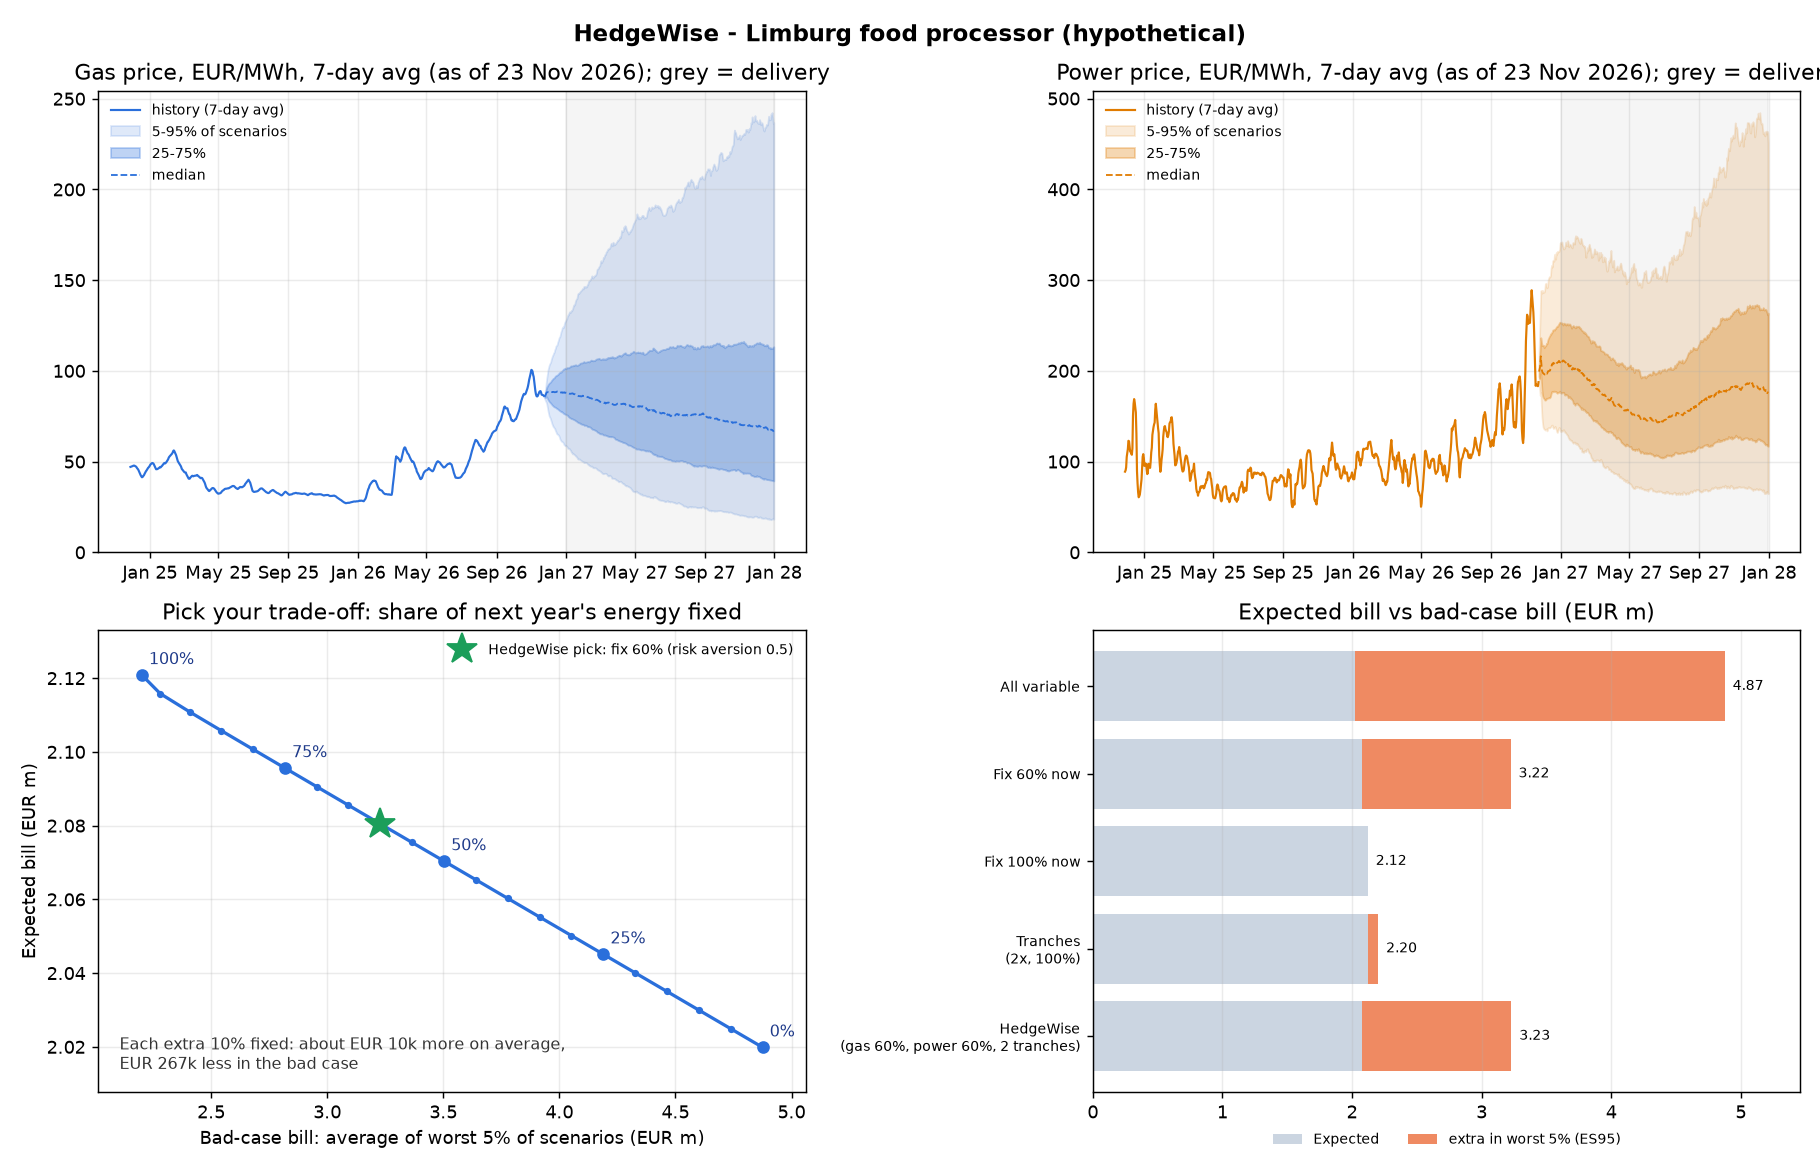 HedgeWise - Limburg food processor (hypothetical)
Gas price, EUR/MWh, 7-day avg (as of 23 Nov 2026); grey = delivery
250
200
150
100
50
0
history (7-day avg)
5-95% of scenarios
25-75%
median
Jan 25 May 25 Sep 25 Jan 26 May 26 Sep 26 Jan 27 May 27 Sep 27 Jan 28
Power price, EUR/MWh, 7-day avg (as of 23 Nov 2026); grey = deliver
500
400
300
200
100
0
history (7-day avg)
5-95% of scenarios
25-75%
median
Jan 25 May 25 Sep 25 Jan 26 May 26 Sep 26 Jan 27 May 27 Sep 27 Jan 28
Pick your trade-off: share of next year's energy fixed
Expected bill (EUR m)
2.12
2.10
2.08
2.06
2.04
2.02
HedgeWise pick: fix 60% (risk aversion 0.5)
100%
75%
50%
25%
0%
Each extra 10% fixed: about EUR 10k more on average,
EUR 267k less in the bad case
2.5 3.0 3.5 4.0 4.5 5.0
Bad-case bill: average of worst 5% of scenarios (EUR m)
Expected bill vs bad-case bill (EUR m)
All variable
4.87
Fix 60% now
3.22
Fix 100% now
2.12
Tranches
(2x, 100%)
2.20
HedgeWise
(gas 60%, power 60%, 2 tranches)
3.23
0 1 2 3 4 5
Expected
extra in worst 5% (ES95)